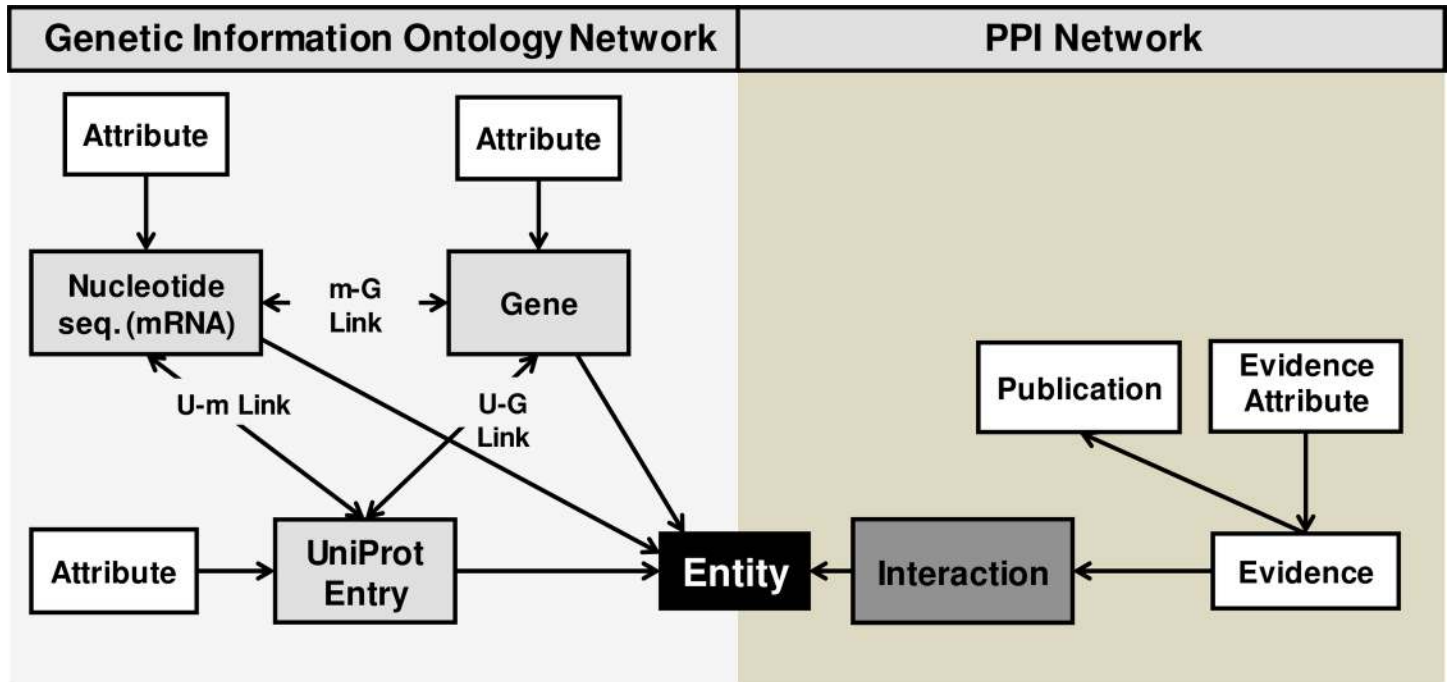 Genetic Information Ontology Network
PPI Network
Attribute
Attribute
Nucleotide
seq. (mRNA)
m-G
Link
Gene
U-m Link
U-G
Link
Publication
Evidence
Attribute
Attribute
UniProt
Entry
Entity
Interaction
Evidence